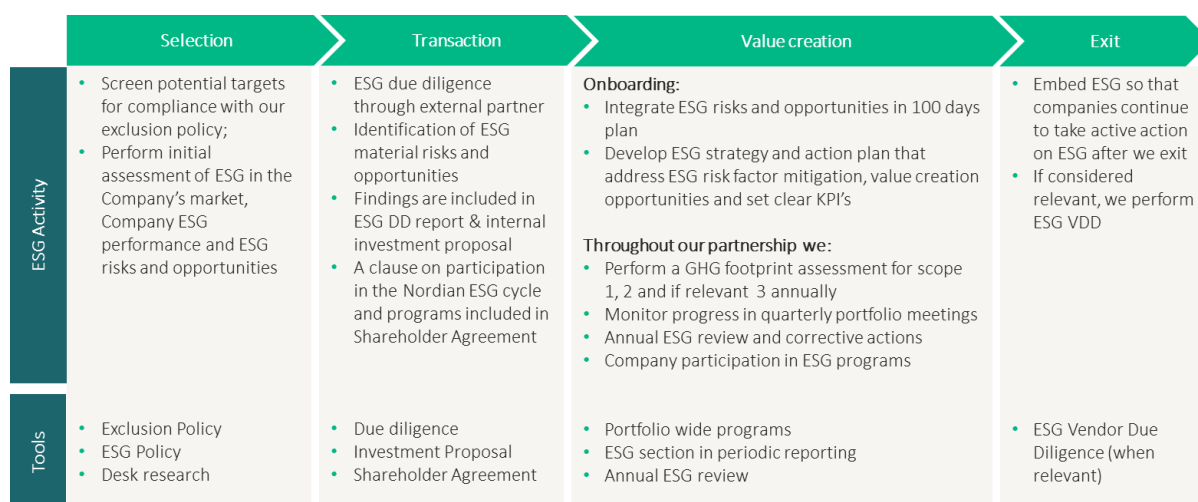 Selection
Transaction
Value creation
Exit
ESG Activity
• Screen potential targets
for compliance with our
exclusion policy;
• Perform initial
assessment of ESG in the
Company's market,
Company ESG
performance and ESG
risks and opportunities
• ESG due diligence
through external partner
• Identification of ESG
material risks and
opportunities
• Findings are included in
ESG DD report & internal
investment proposal
• A clause on participation
in the Nordian ESG cycle
and programs included in
Shareholder Agreement
Onboarding:
• Integrate ESG risks and opportunities in 100 days
plan
• Develop ESG strategy and action plan that
address ESG risk factor mitigation, value creation
opportunities and set clear KPI's
Throughout our partnership we:
• Perform a GHG footprint assessment for scope
1, 2 and if relevant 3 annually
• Monitor progress in quarterly portfolio meetings
• Annual ESG review and corrective actions
• Company participation in ESG programs
• Embed ESG so that
companies continue
to take active action
on ESG after we exit
• If considered
relevant, we perform
ESG VDD
Tools
• Exclusion Policy
• ESG Policy
• Desk research
• Due diligence
• Investment Proposal
• Shareholder Agreement
• Portfolio wide programs
• ESG section in periodic reporting
• Annual ESG review
• ESG Vendor Due
Diligence (when
relevant)